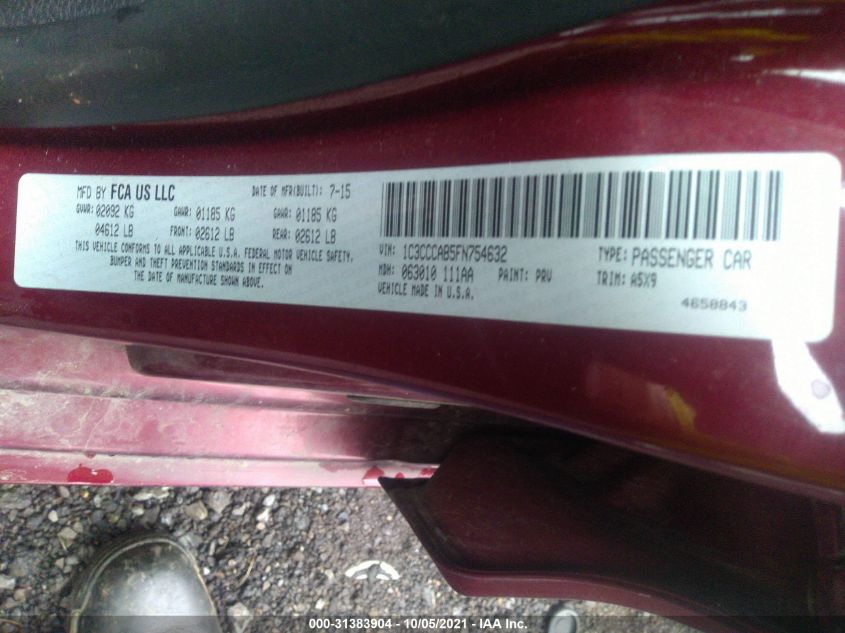 MFD BY FCA US LLC DATE OF MFR(BUILT): 7-15
GVWR: 02092 KG GAWR: 01185 KG GAWR: 01185 KG
04612 LB FRONT: 02612 LB REAR: 02612 LB
THIS VEHICLE CONFORMS TO ALL APPLICABLE U.S.A. FEDERAL MOTOR VEHICLE SAFETY,
BUMPER AND THEFT PREVENTION STANDARDS IN EFFECT ON
THE DATE OF MANUFACTURE SHOWN ABOVE.
VIN: 1C3CCCAB5FN754632 TYPE: PASSENGER CAR
MDH: 063010 111AA PAINT: PRV TRIM: A5X9
VEHICLE MADE IN U.S.A.
4658843
000-31383904 - 10/05/2021 - IAA Inc.